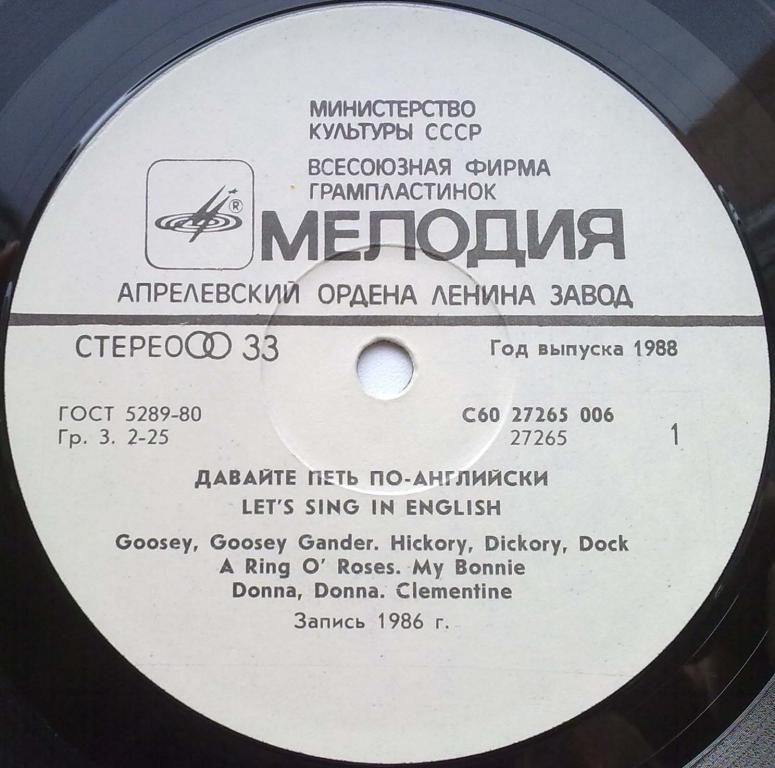 МИНИСТЕРСТВО
КУЛЬТУРЫ СССР
ВСЕСОЮЗНАЯ ФИРМА
ГРАМПЛАСТИНОК
® МЕЛОДИЯ
АПРЕЛЕВСКИЙ ОРДЕНА ЛЕНИНА ЗАВОД
СТЕРЕО 33
Год выпуска 1988
ГОСТ 5289-80
Гр. 3. 2-25
С60 27265 006
27265
1
ДАВАЙТЕ ПЕТЬ ПО-АНГЛИЙСКИ
LET'S SING IN ENGLISH
Goosey, Goosey Gander. Hickory, Dickory, Dock
A Ring O' Roses. My Bonnie
Donna, Donna. Clementine
Запись 1986 г.